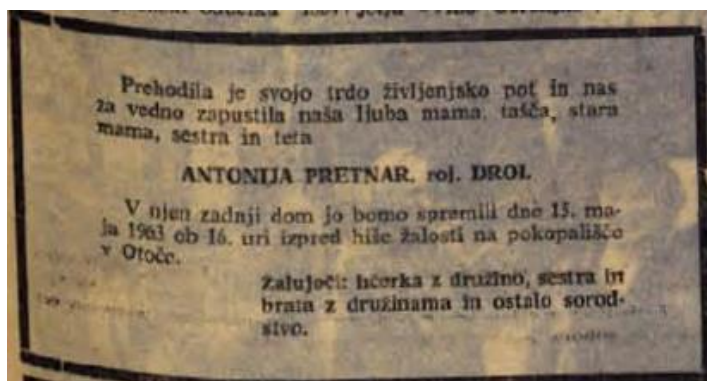 Prehodila je svojo trdo življenjsko pot in nas
za vedno zapustila naša ljuba mama, tašča, stara
mama, sestra in teta
ANTONIJA PRETNAR, roj. DROL
V njen zadnji dom jo bomo spremili dne 15. ma-
ja 1963 ob 16. uri izpred hiše žalosti na pokopališče
v Otoče.
Žalujoči: hčerka z družino, sestra in
brata z družinama in ostalo sorod-
stvo.